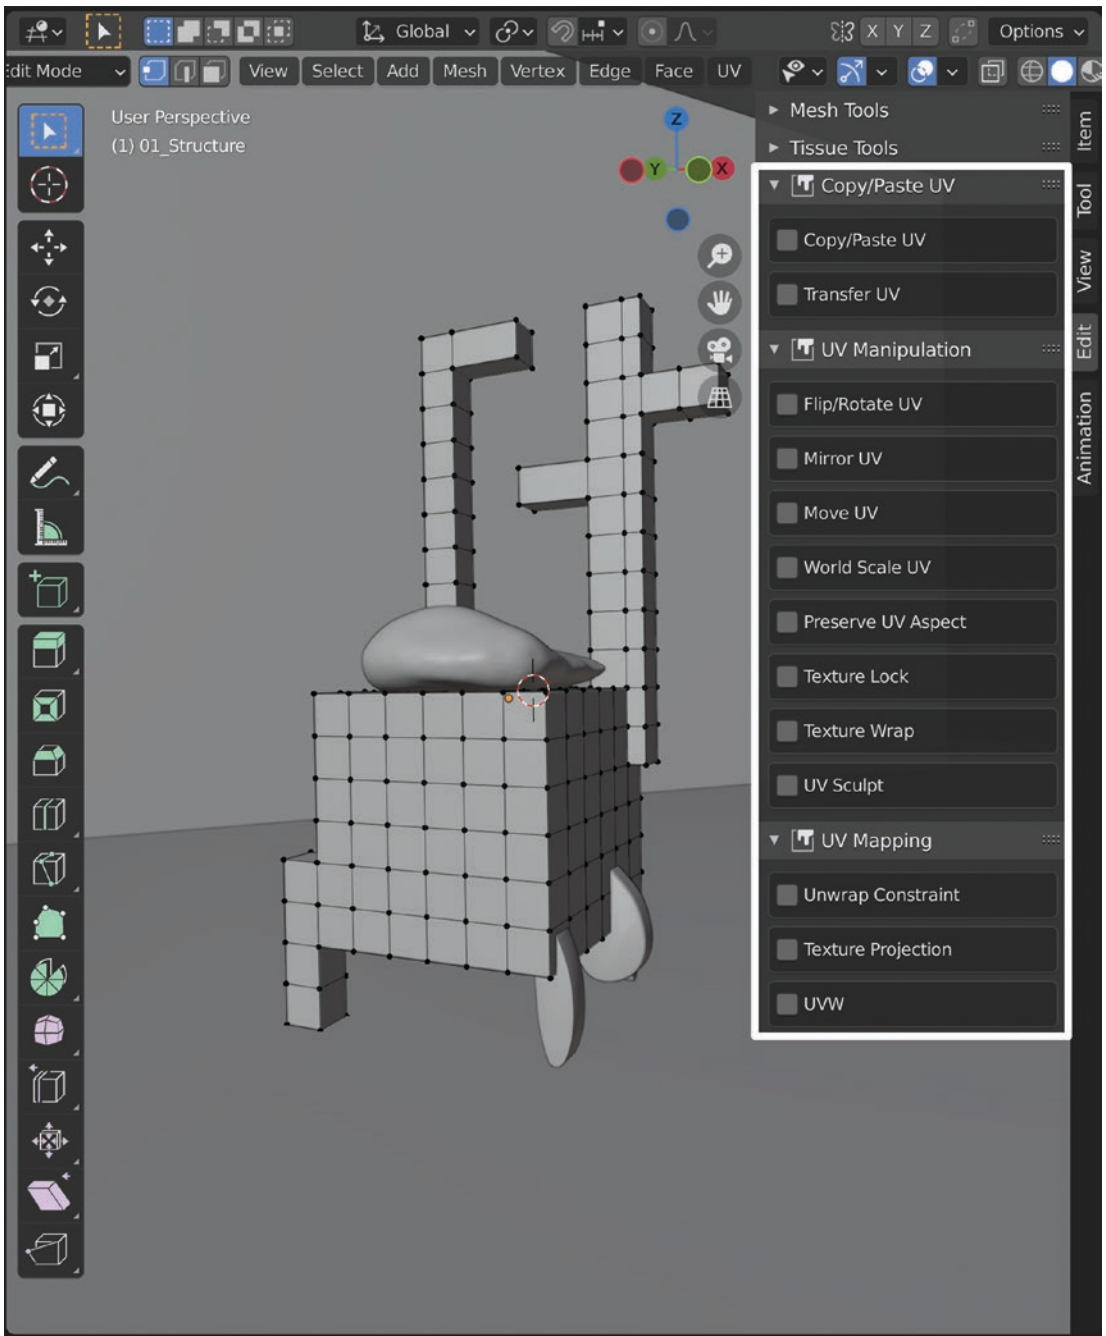 Global
X Y Z
Options
dit Mode
View Select Add Mesh Vertex Edge Face UV
User Perspective
(1) 01_Structure
Z
Y
X
Mesh Tools
Tissue Tools
Copy/Paste UV
Copy/Paste UV
Transfer UV
UV Manipulation
Flip/Rotate UV
Mirror UV
Move UV
World Scale UV
Preserve UV Aspect
Texture Lock
Texture Wrap
UV Sculpt
UV Mapping
Unwrap Constraint
Texture Projection
UVW
Item
Tool
View
Edit
Animation